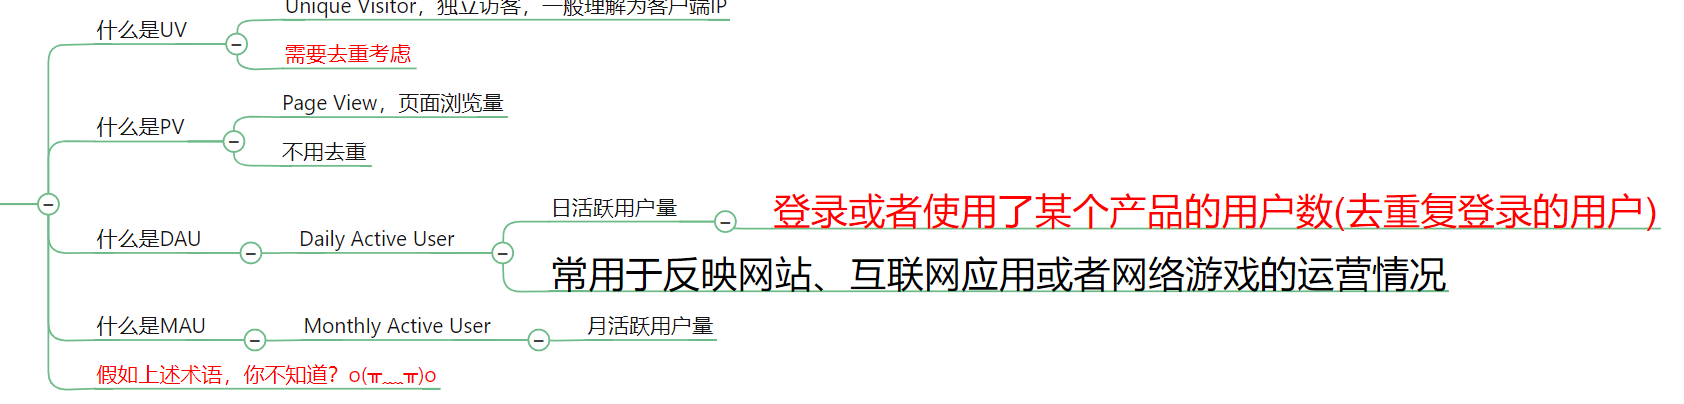 Unique Visitor，独立访客，一般理解为客户端IP
什么是UV
需要去重考虑
Page View，页面浏览量
什么是PV
不用去重
日活跃用户量
登录或者使用了某个产品的用户数(去重复登录的用户)
什么是DAU
Daily Active User
常用于反映网站、互联网应用或者网络游戏的运营情况
什么是MAU
Monthly Active User
月活跃用户量
假如上述术语，你不知道？o(╥﹏╥)o